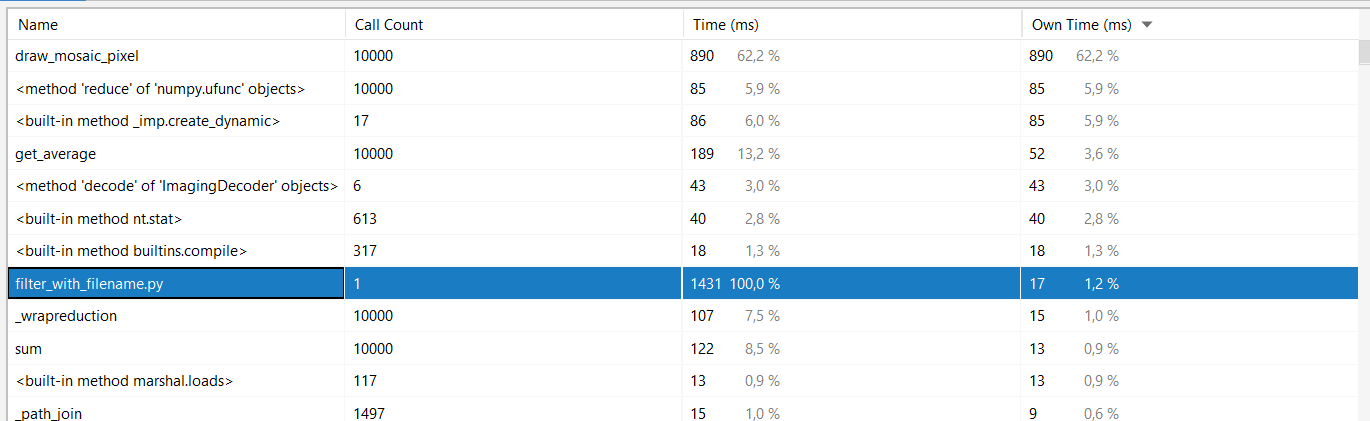 Name Call Count Time (ms) Own Time (ms)
draw_mosaic_pixel 10000 890 62,2 % 890 62,2 %
<method 'reduce' of 'numpy.ufunc' objects> 10000 85 5,9 % 85 5,9 %
<built-in method _imp.create_dynamic> 17 86 6,0 % 85 5,9 %
get_average 10000 189 13,2 % 52 3,6 %
<method 'decode' of 'ImagingDecoder' objects> 6 43 3,0 % 43 3,0 %
<built-in method nt.stat> 613 40 2,8 % 40 2,8 %
<built-in method builtins.compile> 317 18 1,3 % 18 1,3 %
filter_with_filename.py 1 1431 100,0 % 17 1,2 %
_wrapreduction 10000 107 7,5 % 15 1,0 %
sum 10000 122 8,5 % 13 0,9 %
<built-in method marshal.loads> 117 13 0,9 % 13 0,9 %
_path_join 1497 15 1,0 % 9 0,6 %